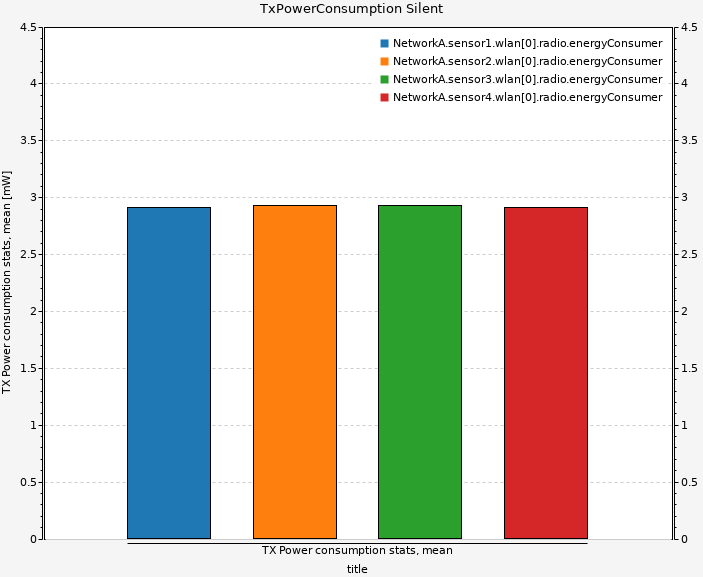 TxPowerConsumption Silent
NetworkA.sensor1.wlan[0].radio.energyConsumer
NetworkA.sensor2.wlan[0].radio.energyConsumer
NetworkA.sensor3.wlan[0].radio.energyConsumer
NetworkA.sensor4.wlan[0].radio.energyConsumer
TX Power consumption stats, mean [mW]
4.5 4.5
4 4
3.5 3.5
3 3
2.5 2.5
2 2
1.5 1.5
1 1
0.5 0.5
0 0
TX Power consumption stats, mean
title